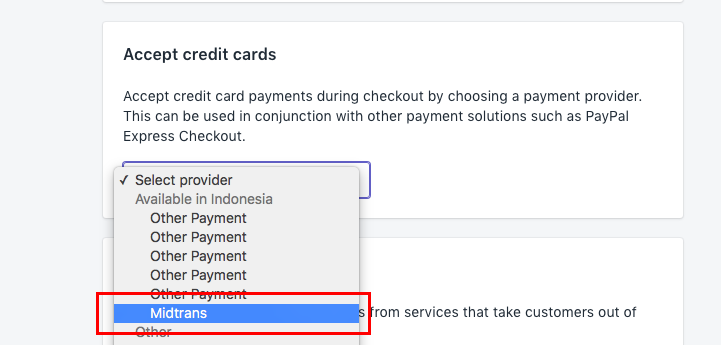 Accept credit cards
Accept credit card payments during checkout by choosing a payment provider.
This can be used in conjunction with other payment solutions such as PayPal
Express Checkout.
✓ Select provider
Available in Indonesia
Other Payment
Other Payment
Other Payment
Other Payment
Other Payment
Midtrans
from services that take customers out of
Other